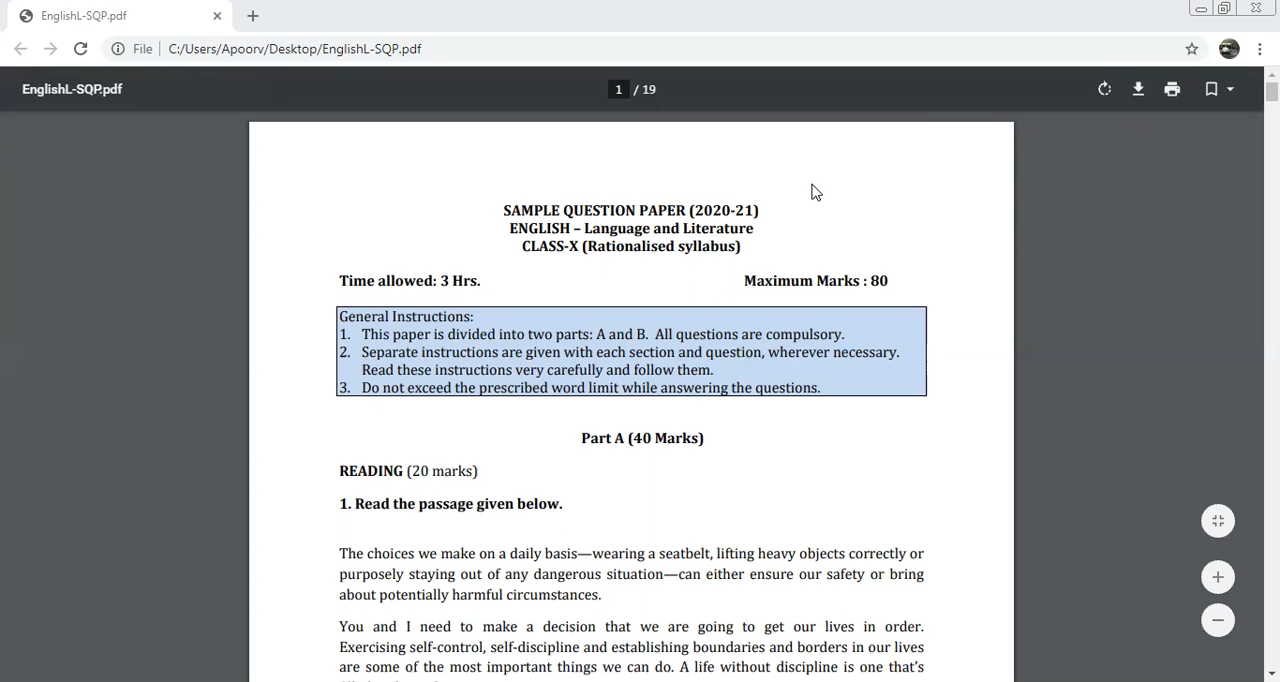 EnglishL-SQP.pdf
File
C:/Users/Apoorv/Desktop/EnglishL-SQP.pdf
EnglishL-SQP.pdf
1 / 19
SAMPLE QUESTION PAPER (2020-21)
ENGLISH – Language and Literature
CLASS-X (Rationalised syllabus)
Time allowed: 3 Hrs. Maximum Marks : 80
General Instructions:
1. This paper is divided into two parts: A and B. All questions are compulsory.
2. Separate instructions are given with each section and question, wherever necessary.
Read these instructions very carefully and follow them.
3. Do not exceed the prescribed word limit while answering the questions.
Part A (40 Marks)
READING (20 marks)
1. Read the passage given below.
The choices we make on a daily basis—wearing a seatbelt, lifting heavy objects correctly or
purposely staying out of any dangerous situation—can either ensure our safety or bring
about potentially harmful circumstances.
You and I need to make a decision that we are going to get our lives in order.
Exercising self-control, self-discipline and establishing boundaries and borders in our lives
are some of the most important things we can do. A life without discipline is one that’s